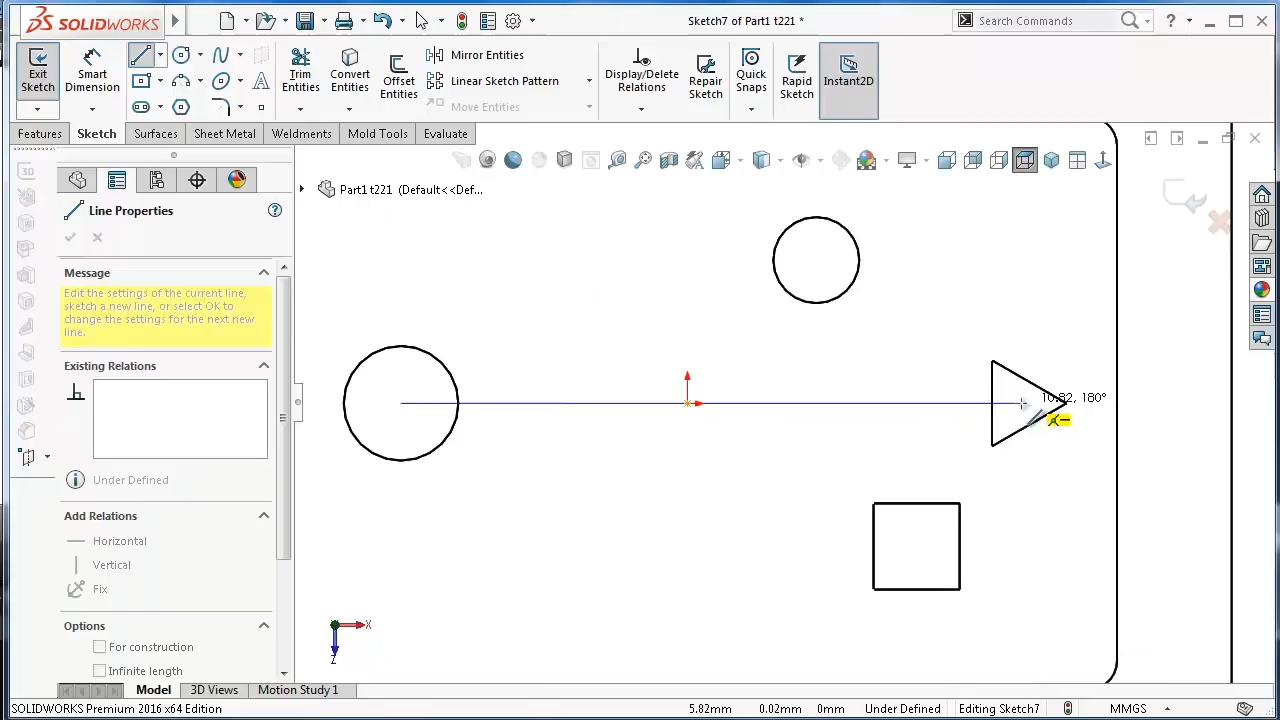 SOLIDWORKS
Sketch7 of Part1 t221 *
Search Commands
?
Exit Sketch
Smart Dimension
Trim Entities
Convert Entities
Offset Entities
Mirror Entities
Linear Sketch Pattern
Move Entities
Display/Delete Relations
Repair Sketch
Quick Snaps
Rapid Sketch
Instant2D
Features
Sketch
Surfaces
Sheet Metal
Weldments
Mold Tools
Evaluate
3D
Part1 t221 (Default<<Def...
Line Properties
?
Message
Edit the settings of the current line,
sketch a new line, or select OK to
change the settings for the next new
line.
Existing Relations
10.82, 180°
Under Defined
Add Relations
Horizontal
Vertical
Fix
Options
For construction
Infinite length
X
Z
Model
3D Views
Motion Study 1
SOLIDWORKS Premium 2016 x64 Edition
5.82mm
0.02mm
0mm
Under Defined
Editing Sketch7
MMGS